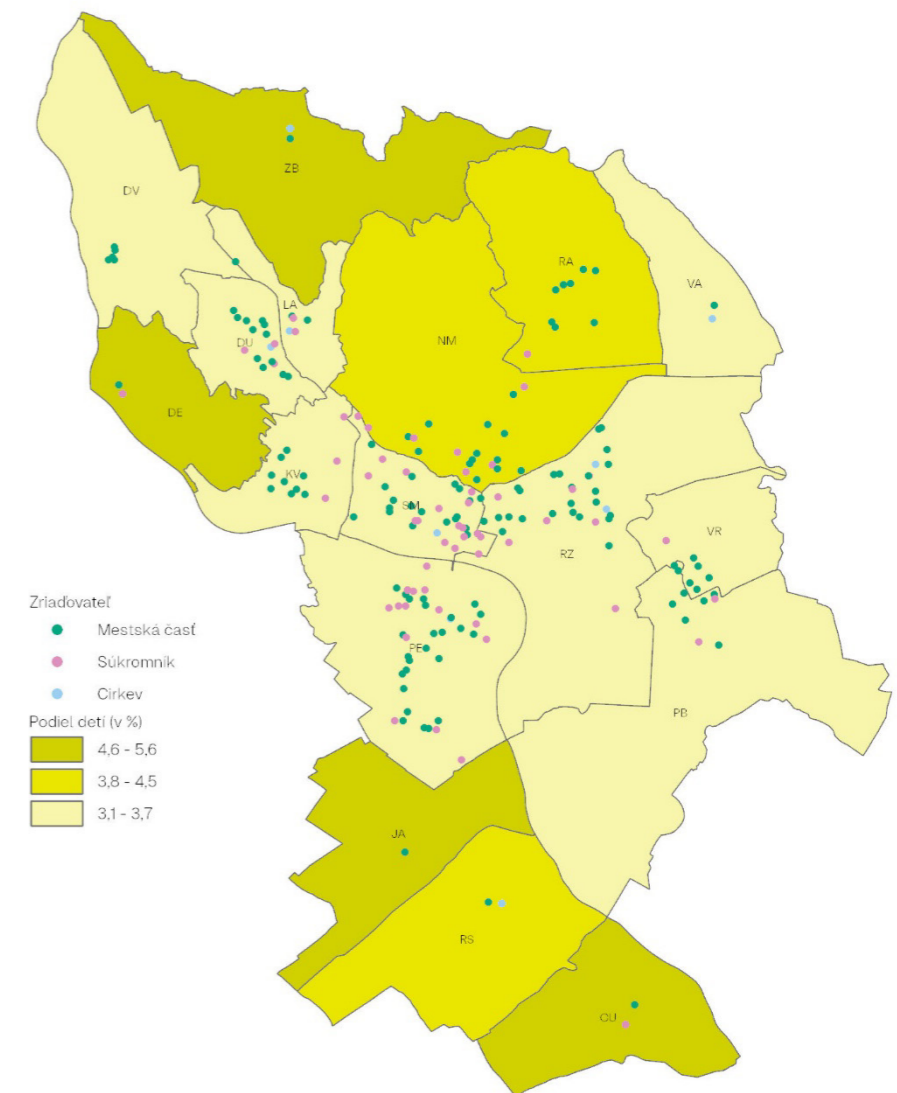 ZB
DV
RA
VA
LA
NM
DU
DE
KV
SM
VR
RZ
Zriaďovateľ
Mestská časť
Súkromník
PE
Cirkev
PB
Podiel detí (v %)
4,6 - 5,6
3,8 - 4,5
3,1 - 3,7
JA
RS
CU